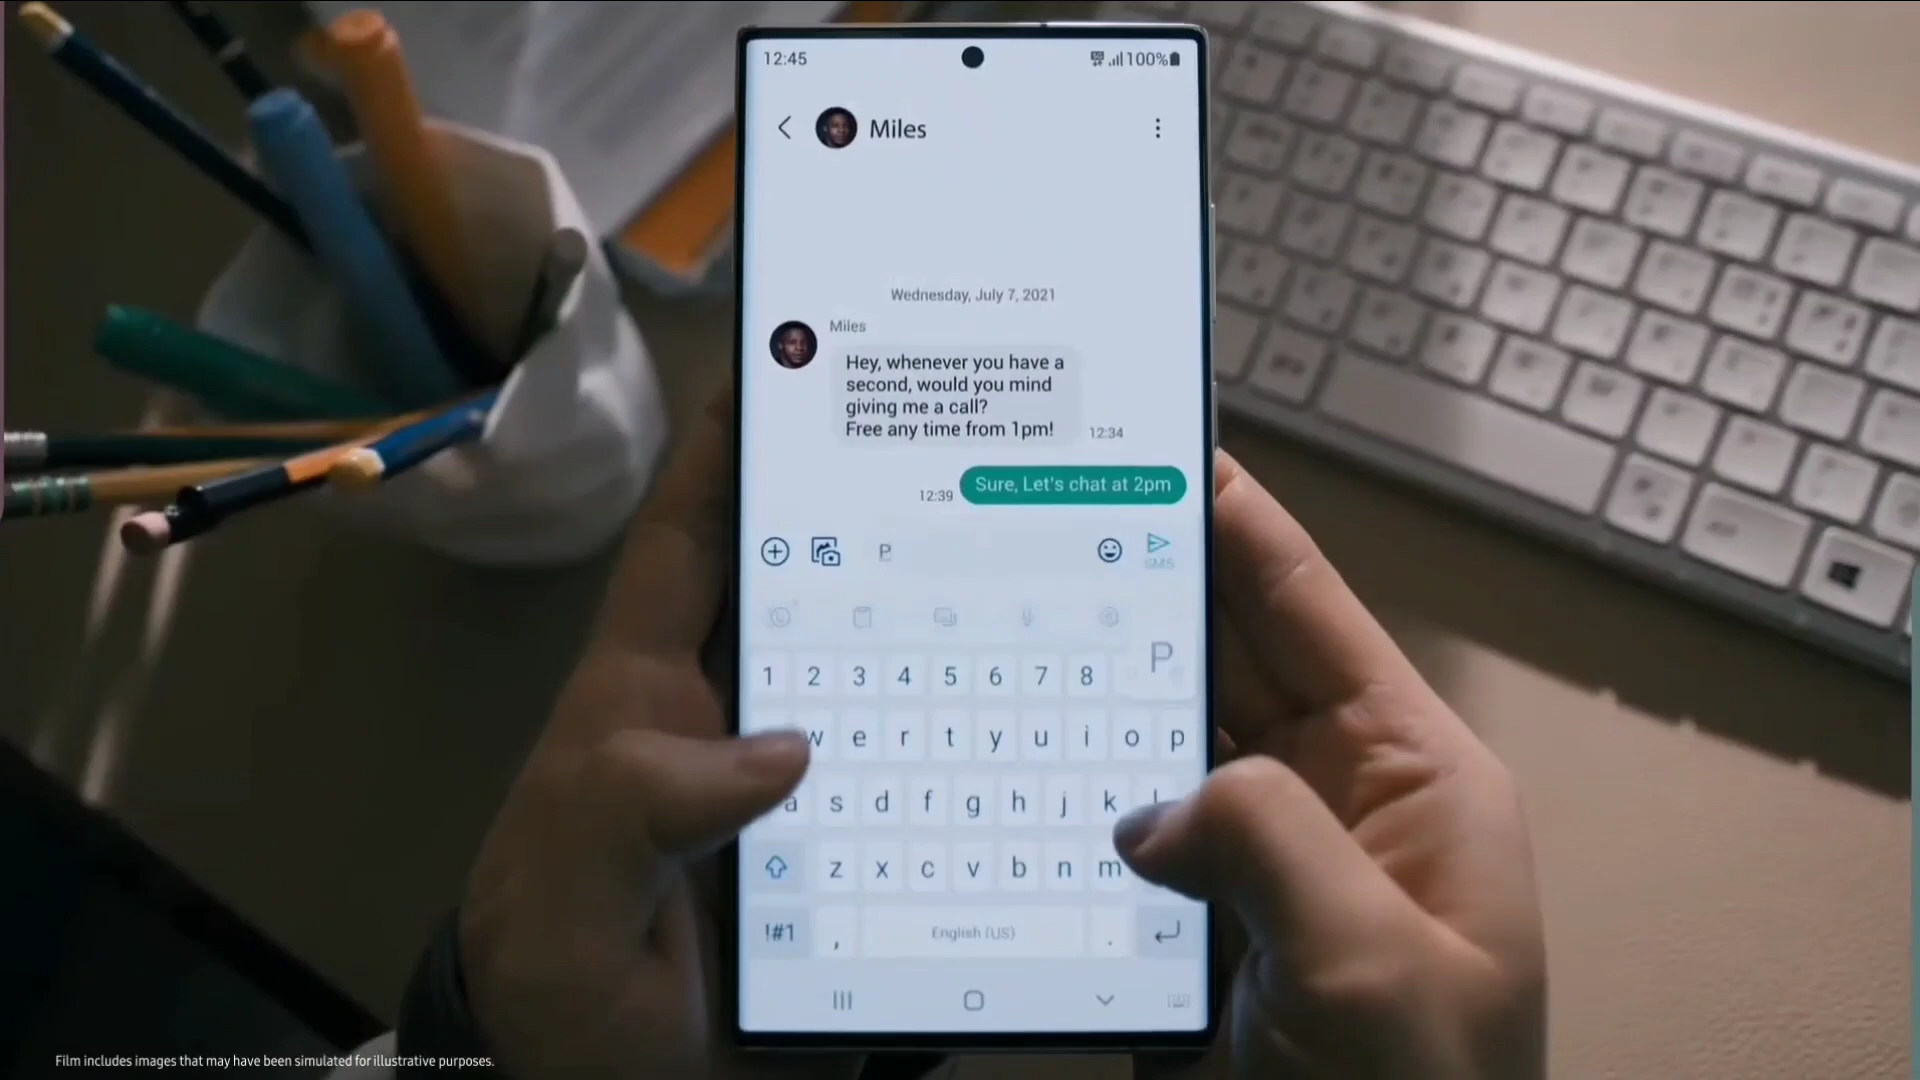 12:45
100%
Miles
Wednesday, July 7, 2021
Miles
Hey, whenever you have a
second, would you mind
giving me a call?
Free any time from 1pm!
12:34
Sure, Let's chat at 2pm
12:39
P
SMS
P
1 2 3 4 5 6 7 8
w e r t y u i o p
a s d f g h j k
z x c v b n m
!#1 , English (US) .
Film includes images that may have been simulated for illustrative purposes.